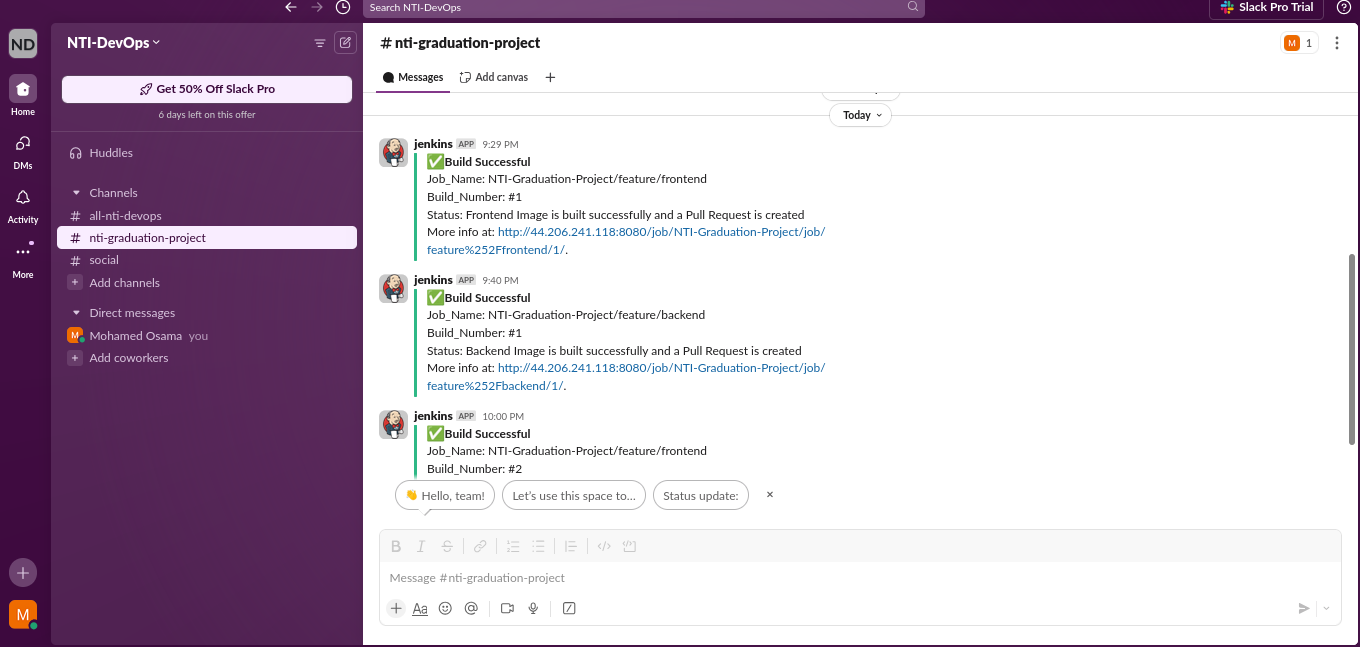 Search NTI-DevOps
Slack Pro Trial
ND
NTI-DevOps
Get 50% Off Slack Pro
6 days left on this offer
Home
DMs
Activity
More
Huddles
Channels
# all-nti-devops
# nti-graduation-project
# social
+ Add channels
Direct messages
M Mohamed Osama you
+ Add coworkers
M
# nti-graduation-project
M 1
Messages
Add canvas
Today
jenkins APP 9:29 PM
✅Build Successful
Job_Name: NTI-Graduation-Project/feature/frontend
Build_Number: #1
Status: Frontend Image is built successfully and a Pull Request is created
More info at: http://44.206.241.118:8080/job/NTI-Graduation-Project/job/
feature%252Ffrontend/1/.
jenkins APP 9:40 PM
✅Build Successful
Job_Name: NTI-Graduation-Project/feature/backend
Build_Number: #1
Status: Backend Image is built successfully and a Pull Request is created
More info at: http://44.206.241.118:8080/job/NTI-Graduation-Project/job/
feature%252Fbackend/1/.
jenkins APP 10:00 PM
✅Build Successful
Job_Name: NTI-Graduation-Project/feature/frontend
Build_Number: #2
👋 Hello, team!
Let's use this space to...
Status update:
B I S
Message #nti-graduation-project
Aa